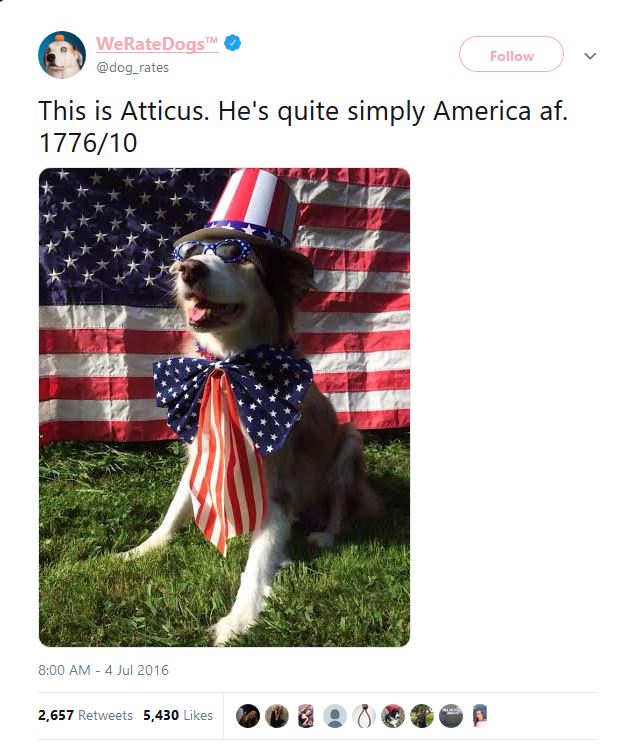 WeRateDogs™
@dog_rates
Follow
This is Atticus. He's quite simply America af.
1776/10
8:00 AM - 4 Jul 2016
2,657 Retweets 5,430 Likes